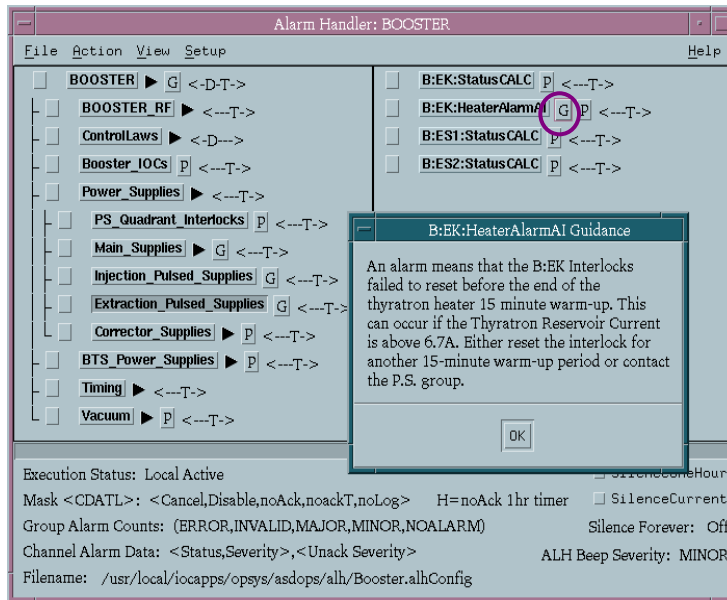 Alarm Handler: BOOSTER
File Action View Setup Help
BOOSTER G <-D-T->
BOOSTER_RF <---T->
ControlLaws <-D--->
Booster_IOCs P <---T->
Power_Supplies <---T->
PS_Quadrant_Interlocks P <---T->
Main_Supplies G <---T->
Injection_Pulsed_Supplies G <---T->
Extraction_Pulsed_Supplies G <---T->
Corrector_Supplies P <---T->
BTS_Power_Supplies P <---T->
Timing <---T->
Vacuum P <---T->
B:EK:StatusCALC P <---T->
B:EK:HeaterAlarmAI G P <---T->
B:ES1:StatusCALC P <---T->
B:ES2:StatusCALC P <---T->
B:EK:HeaterAlarmAI Guidance
An alarm means that the B:EK Interlocks
failed to reset before the end of the
thyratron heater 15 minute warm-up. This
can occur if the Thyratron Reservoir Current
is above 6.7A. Either reset the interlock for
another 15-minute warm-up period or contact
the P.S. group.
OK
Execution Status: Local Active
SilenceOneHour
Mask <CDATL>: <Cancel,Disable,noAck,noackT,noLog> H=noAck 1hr timer
SilenceCurrent
Group Alarm Counts: (ERROR,INVALID,MAJOR,MINOR,NOALARM)
Silence Forever: Off
Channel Alarm Data: <Status,Severity>,<Unack Severity>
ALH Beep Severity: MINOR
Filename: /usr/local/iocapps/opsys/asdops/alh/Booster.alhConfig